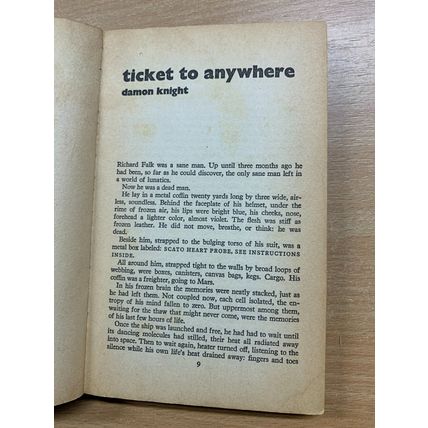 ticket to anywhere
damon knight
Richard Falk was a sane man. Up until three months ago he
had been, so far as he could discover, the only sane man left in
a world of lunatics.
Now he was a dead man.
He lay in a metal coffin twenty yards long by three wide, air-
less, soundless. Behind the faceplate of his helmet, under the
rime of frozen air, his lips were bright blue, his cheeks, nose,
forehead a lighter color, almost violet. The flesh was stiff as
frozen leather. He did not move, breathe, or think: he was
dead.
Beside him, strapped to the bulging torso of his suit, was a
metal box labeled: SCATO HEART PROBE, SEE INSTRUCTIONS
INSIDE.
All around him, strapped tight to the walls by broad loops of
webbing, were boxes, canisters, canvas bags, kegs. Cargo. His
coffin was a freighter, going to Mars.
In his frozen brain the memories were neatly stacked, just as
he had left them. Not coupled now, each cell isolated, the en-
tropy of his mind fallen to zero. But uppermost among them,
waiting for the thaw that might never come, were the memories
of his last few hours of life.
Once the ship was launched and free, he had had to wait until
its dancing molecules had stilled, their heat all radiated away
into space. Then to wait again, heater turned off, listening to the
silence while his own life's heat drained away: fingers and toes
9